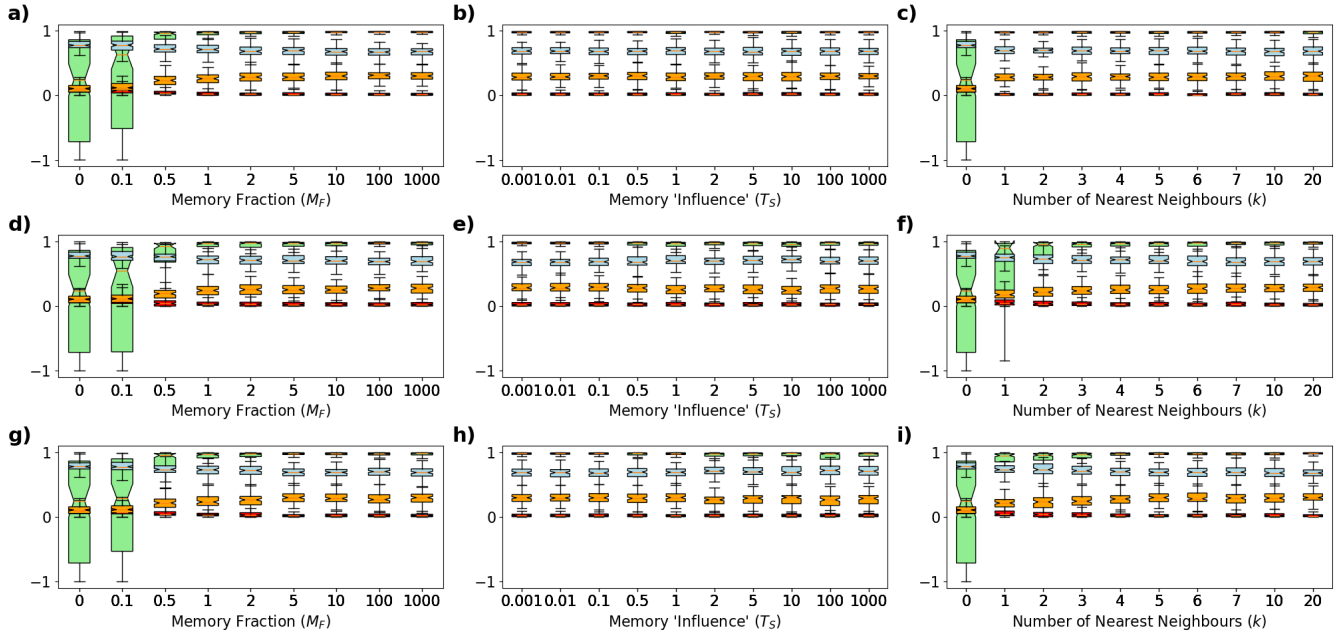 a) b) c)
1 1 1
0 0 0
−1 −1 −1
0 0.1 0.5 1 2 5 10 100 1000 0.001 0.01 0.1 0.5 1 2 5 10 100 1000 0 1 2 3 4 5 6 7 10 20
Memory Fraction (M_F) Memory 'Influence' (T_S) Number of Nearest Neighbours (k)
d) e) f)
1 1 1
0 0 0
−1 −1 −1
0 0.1 0.5 1 2 5 10 100 1000 0.001 0.01 0.1 0.5 1 2 5 10 100 1000 0 1 2 3 4 5 6 7 10 20
Memory Fraction (M_F) Memory 'Influence' (T_S) Number of Nearest Neighbours (k)
g) h) i)
1 1 1
0 0 0
−1 −1 −1
0 0.1 0.5 1 2 5 10 100 1000 0.001 0.01 0.1 0.5 1 2 5 10 100 1000 0 1 2 3 4 5 6 7 10 20
Memory Fraction (M_F) Memory 'Influence' (T_S) Number of Nearest Neighbours (k)